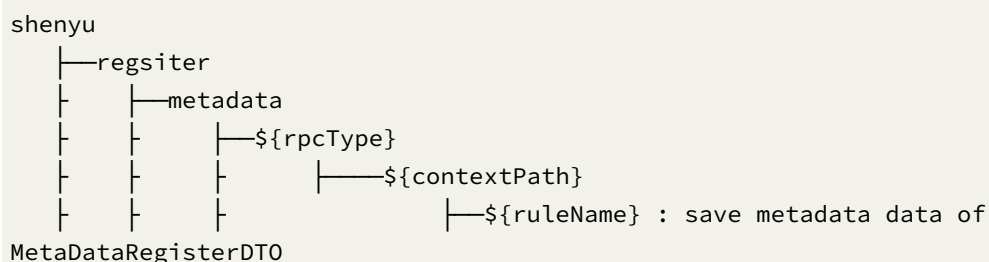 shenyu
   ├──regsiter
   ├    ├──metadata
   ├    ├     ├──${rpcType}
   ├    ├     ├      ├────${contextPath}
   ├    ├     ├               ├──${ruleName} : save metadata data of
MetaDataRegisterDTO